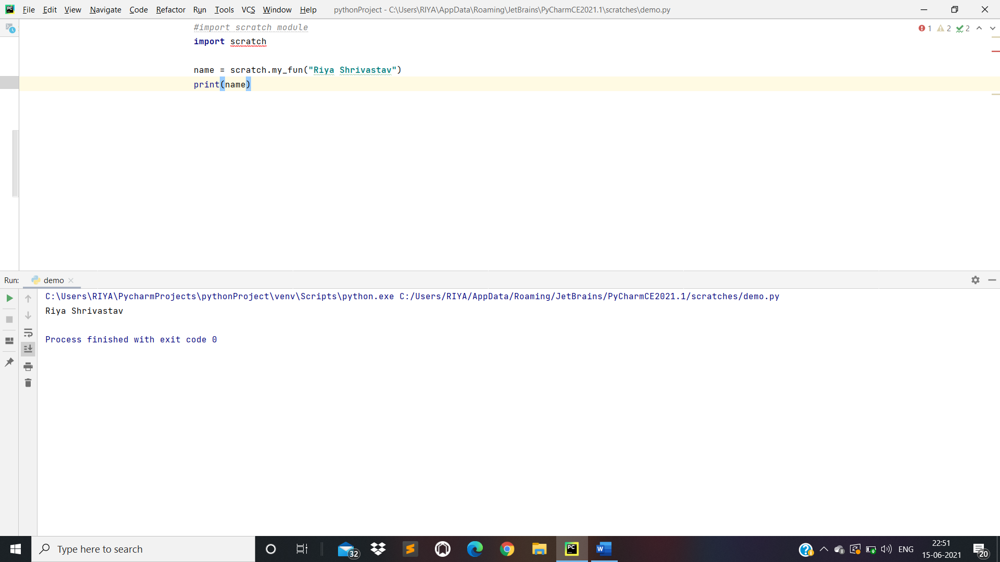 PC File Edit View Navigate Code Refactor Run Tools VCS Window Help pythonProject - C:\Users\RIYA\AppData\Roaming\JetBrains\PyCharmCE2021.1\scratches\demo.py
#import scratch module
1 2 2
import scratch
name = scratch.my_fun("Riya Shrivastav")
print(name)
Run: demo
C:\Users\RIYA\PycharmProjects\pythonProject\venv\Scripts\python.exe C:/Users/RIYA/AppData/Roaming/JetBrains/PyCharmCE2021.1/scratches/demo.py
Riya Shrivastav
Process finished with exit code 0
Type here to search
32
PC
W
ENG
22:51
15-06-2021
20